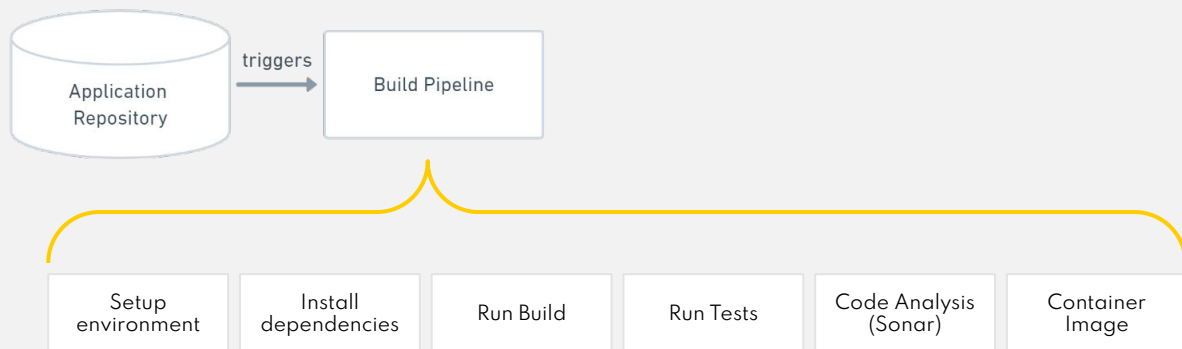 triggers
Application
Repository
Build Pipeline
Setup
environment
Install
dependencies
Run Build
Run Tests
Code Analysis
(Sonar)
Container
Image